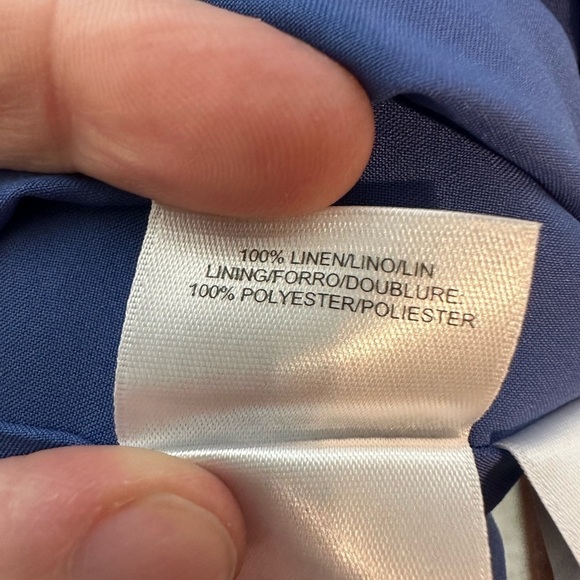 100% LINEN/LINO/LIN
LINING/FORRO/DOUBLURE:
100% POLYESTER/POLIESTER